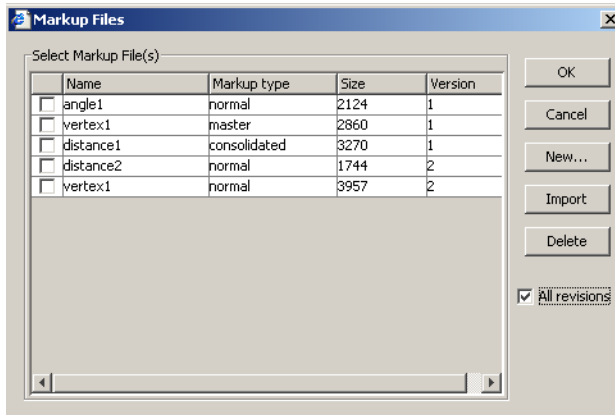 Markup Files
Select Markup File(s)
Name Markup type Size Version
angle1 normal 2124 1
vertex1 master 2860 1
distance1 consolidated 3270 1
distance2 normal 1744 2
vertex1 normal 3957 2
OK
Cancel
New...
Import
Delete
All revisions